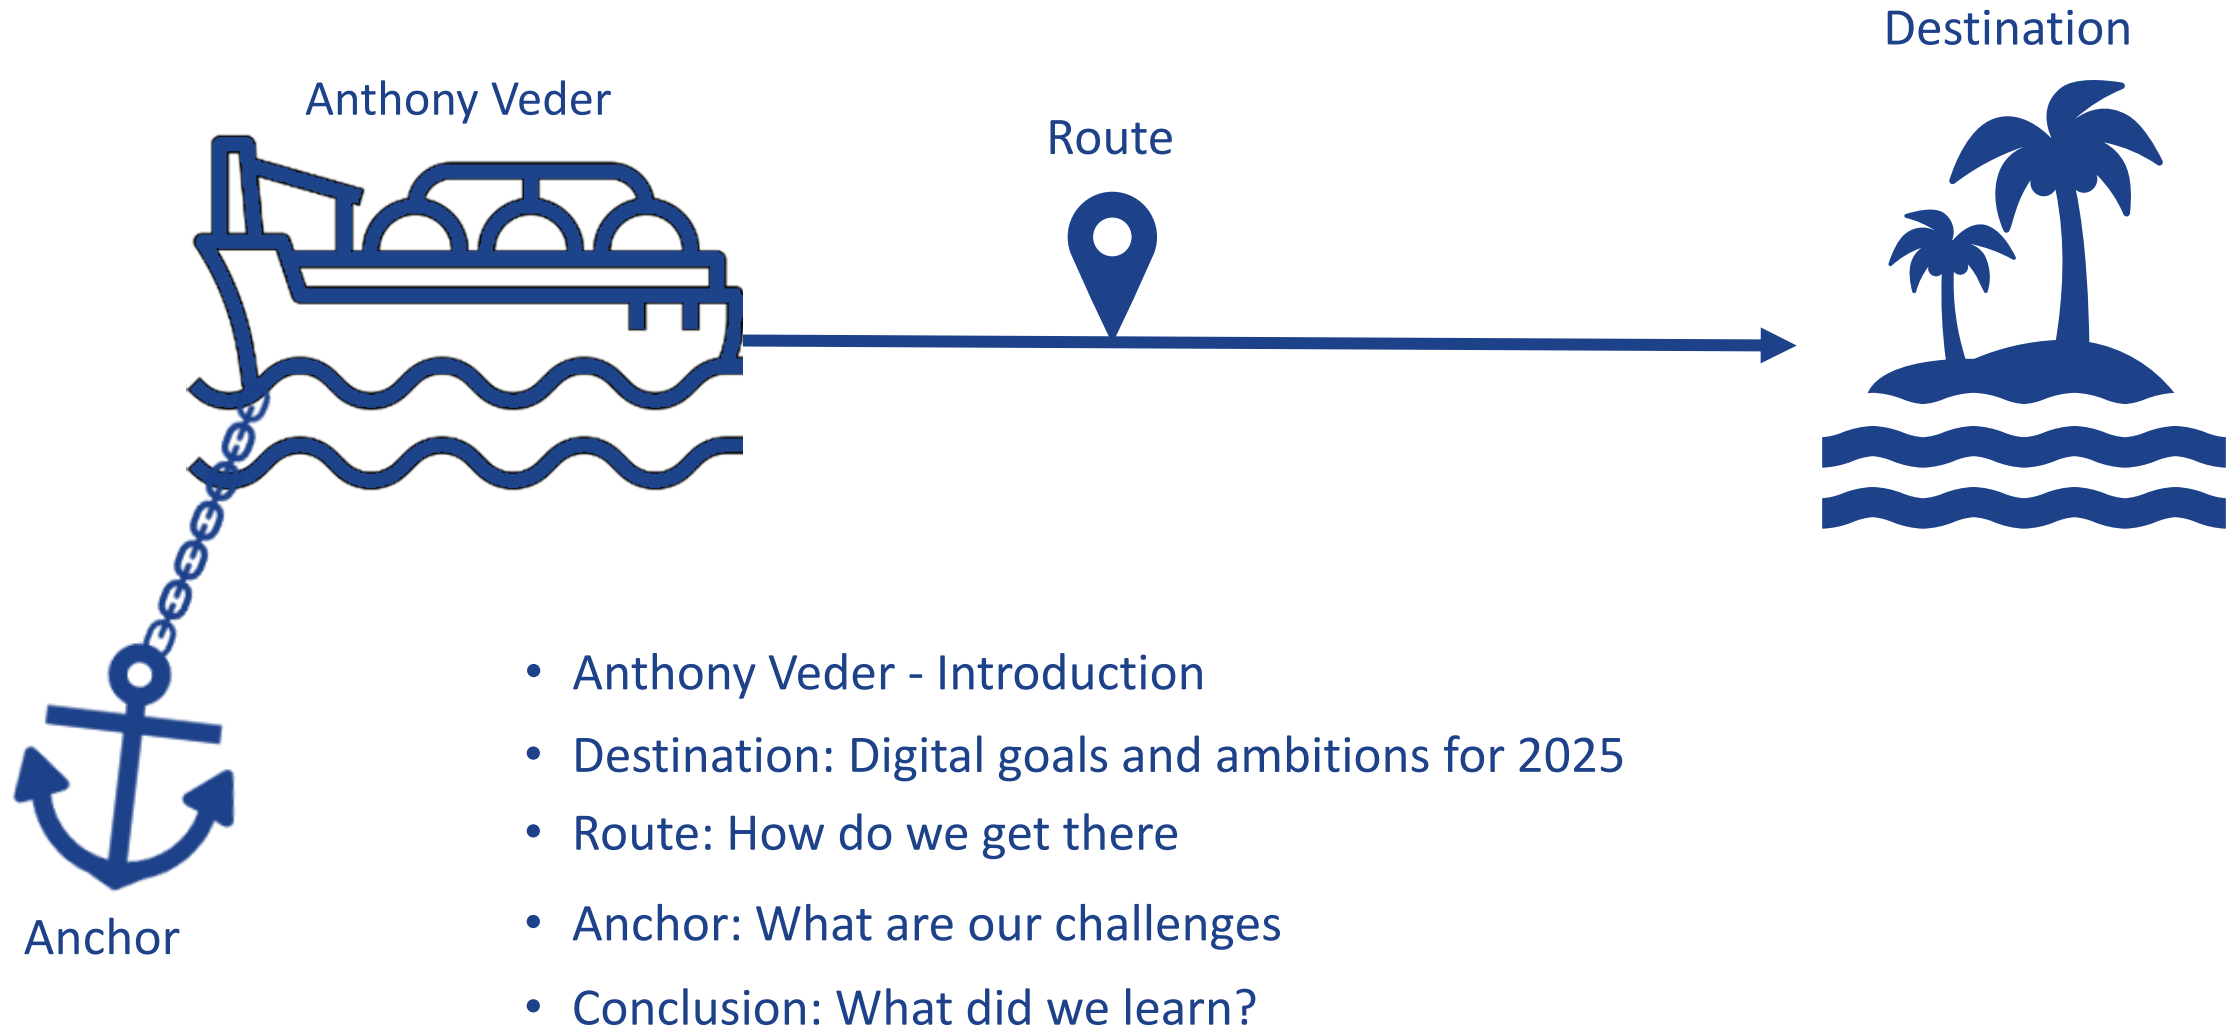 Destination
Anthony Veder
Route
• Anthony Veder - Introduction
• Destination: Digital goals and ambitions for 2025
• Route: How do we get there
• Anchor: What are our challenges
Anchor
• Conclusion: What did we learn?